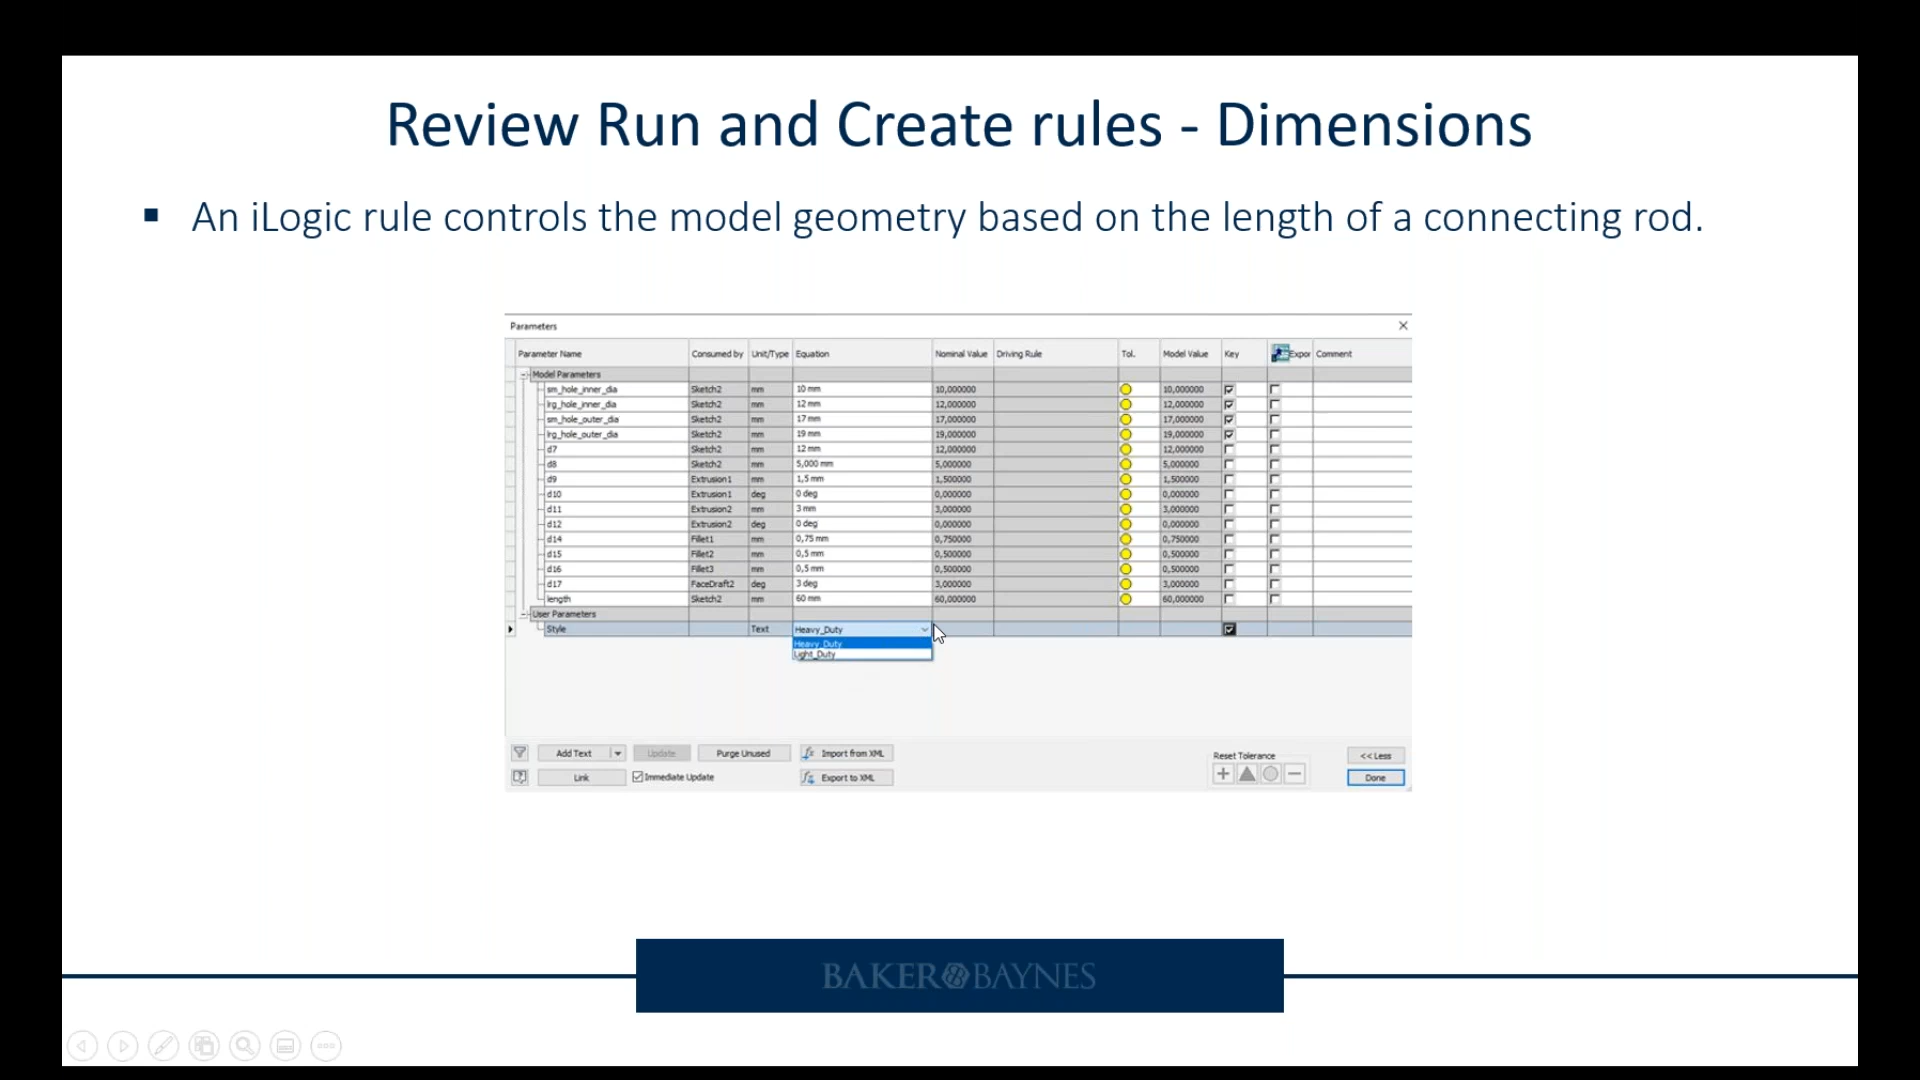 Review Run and Create rules - Dimensions
▪ An iLogic rule controls the model geometry based on the length of a connecting rod.
Parameters
Parameter Name Consumed by Unit/Type Equation Nominal Value Driving Rule Tol. Model Value Key Expor Comment
Model Parameters
sm_hole_inner_dia Sketch2 mm 10 mm 10,000000 10,000000
lrg_hole_inner_dia Sketch2 mm 12 mm 12,000000 12,000000
sm_hole_outer_dia Sketch2 mm 17 mm 17,000000 17,000000
lrg_hole_outer_dia Sketch2 mm 19 mm 19,000000 19,000000
d7 Sketch2 mm 12 mm 12,000000 12,000000
d8 Sketch2 mm 5,000 mm 5,000000 5,000000
d9 Extrusion1 mm 1,5 mm 1,500000 1,500000
d10 Extrusion1 deg 0 deg 0,000000 0,000000
d11 Extrusion2 mm 3 mm 3,000000 3,000000
d12 Extrusion2 deg 0 deg 0,000000 0,000000
d14 Fillet1 mm 0,75 mm 0,750000 0,750000
d15 Fillet2 mm 0,5 mm 0,500000 0,500000
d16 Fillet3 mm 0,5 mm 0,500000 0,500000
d17 FaceDraft2 deg 3 deg 3,000000 3,000000
length Sketch2 mm 60 mm 60,000000 60,000000
User Parameters
Style Text Heavy_Duty
Heavy_Duty
Light_Duty
Add Text Update Purge Unused Import from XML Reset Tolerance << Less
Link Immediate Update Export to XML Done
BAKER BAYNES